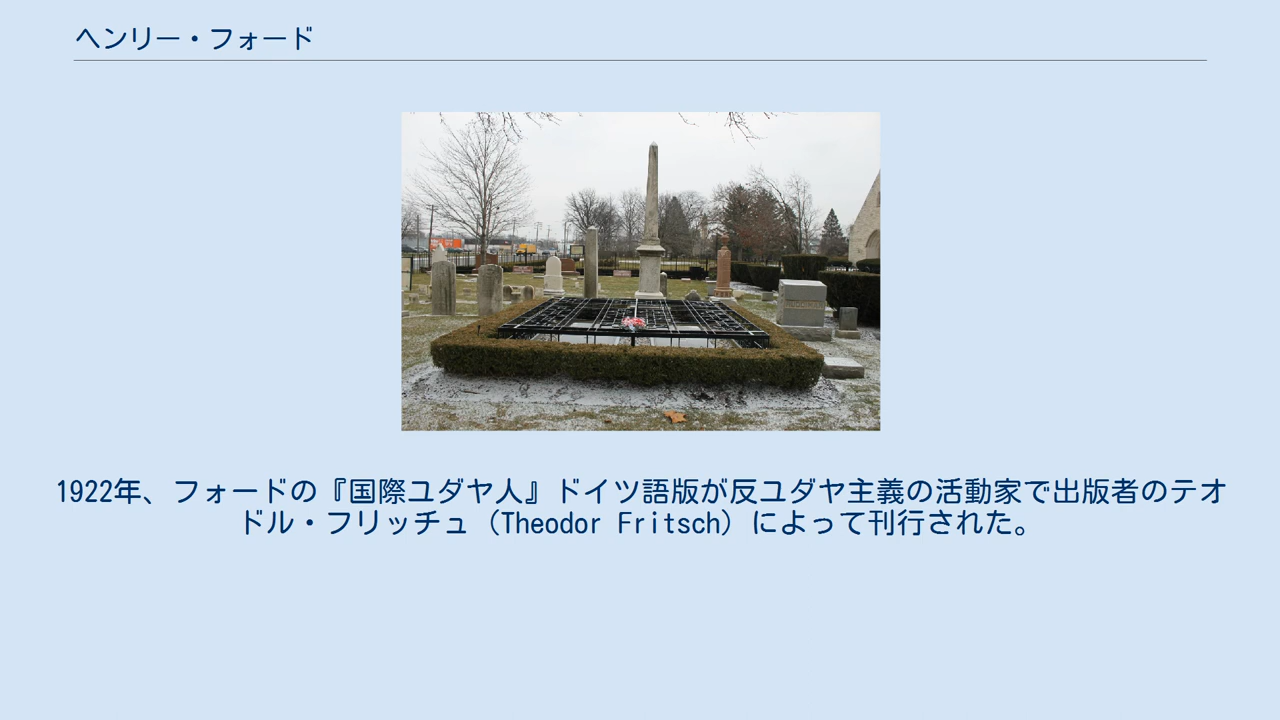 ヘンリー・フォード
1922年、フォードの『国際ユダヤ人』ドイツ語版が反ユダヤ主義の活動家で出版者のテオ
ドル・フリッチュ（Theodor Fritsch）によって刊行された。